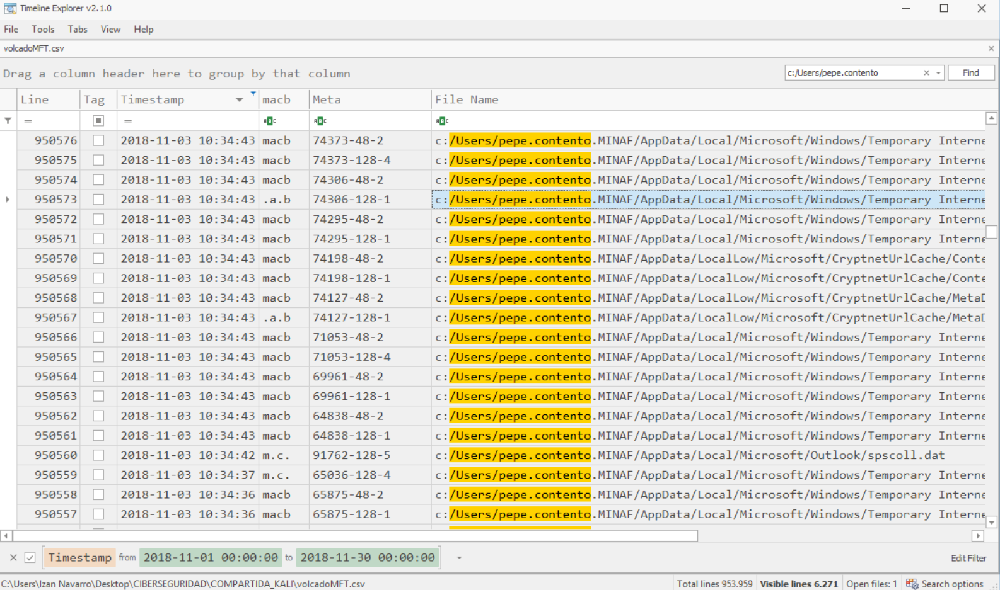 Timeline Explorer v2.1.0
File Tools Tabs View Help
volcadoMFT.csv
Drag a column header here to group by that column
c:/Users/pepe.contento Find
Line Tag Timestamp macb Meta File Name
= = ABC ABC ABC
950576 2018-11-03 10:34:43 macb 74373-48-2 c:/Users/pepe.contento.MINAF/AppData/Local/Microsoft/Windows/Temporary Interne
950575 2018-11-03 10:34:43 macb 74373-128-4 c:/Users/pepe.contento.MINAF/AppData/Local/Microsoft/Windows/Temporary Interne
950574 2018-11-03 10:34:43 macb 74306-48-2 c:/Users/pepe.contento.MINAF/AppData/Local/Microsoft/Windows/Temporary Interne
950573 2018-11-03 10:34:43 .a.b 74306-128-1 c:/Users/pepe.contento.MINAF/AppData/Local/Microsoft/Windows/Temporary Interne
950572 2018-11-03 10:34:43 macb 74295-48-2 c:/Users/pepe.contento.MINAF/AppData/Local/Microsoft/Windows/Temporary Interne
950571 2018-11-03 10:34:43 macb 74295-128-1 c:/Users/pepe.contento.MINAF/AppData/Local/Microsoft/Windows/Temporary Interne
950570 2018-11-03 10:34:43 macb 74198-48-2 c:/Users/pepe.contento.MINAF/AppData/LocalLow/Microsoft/CryptnetUrlCache/Conte
950569 2018-11-03 10:34:43 macb 74198-128-1 c:/Users/pepe.contento.MINAF/AppData/LocalLow/Microsoft/CryptnetUrlCache/Conte
950568 2018-11-03 10:34:43 macb 74127-48-2 c:/Users/pepe.contento.MINAF/AppData/LocalLow/Microsoft/CryptnetUrlCache/MetaD
950567 2018-11-03 10:34:43 .a.b 74127-128-1 c:/Users/pepe.contento.MINAF/AppData/LocalLow/Microsoft/CryptnetUrlCache/MetaD
950566 2018-11-03 10:34:43 macb 71053-48-2 c:/Users/pepe.contento.MINAF/AppData/Local/Microsoft/Windows/Temporary Interne
950565 2018-11-03 10:34:43 macb 71053-128-4 c:/Users/pepe.contento.MINAF/AppData/Local/Microsoft/Windows/Temporary Interne
950564 2018-11-03 10:34:43 macb 69961-48-2 c:/Users/pepe.contento.MINAF/AppData/Local/Microsoft/Windows/Temporary Interne
950563 2018-11-03 10:34:43 macb 69961-128-1 c:/Users/pepe.contento.MINAF/AppData/Local/Microsoft/Windows/Temporary Interne
950562 2018-11-03 10:34:43 macb 64838-48-2 c:/Users/pepe.contento.MINAF/AppData/Local/Microsoft/Windows/Temporary Interne
950561 2018-11-03 10:34:43 macb 64838-128-1 c:/Users/pepe.contento.MINAF/AppData/Local/Microsoft/Windows/Temporary Interne
950560 2018-11-03 10:34:42 m.c. 91762-128-5 c:/Users/pepe.contento.MINAF/AppData/Local/Microsoft/Outlook/spscoll.dat
950559 2018-11-03 10:34:37 m.c. 65036-128-4 c:/Users/pepe.contento.MINAF/AppData/Local/Microsoft/Windows/Temporary Interne
950558 2018-11-03 10:34:36 macb 65875-48-2 c:/Users/pepe.contento.MINAF/AppData/Local/Microsoft/Windows/Temporary Interne
950557 2018-11-03 10:34:36 macb 65875-128-1 c:/Users/pepe.contento.MINAF/AppData/Local/Microsoft/Windows/Temporary Interne
Timestamp from 2018-11-01 00:00:00 to 2018-11-30 00:00:00 Edit Filter
C:\Users\Izan Navarro\Desktop\CIBERSEGURIDAD\COMPARTIDA_KALI\volcadoMFT.csv Total lines 953.959 Visible lines 6.271 Open files: 1 Search options